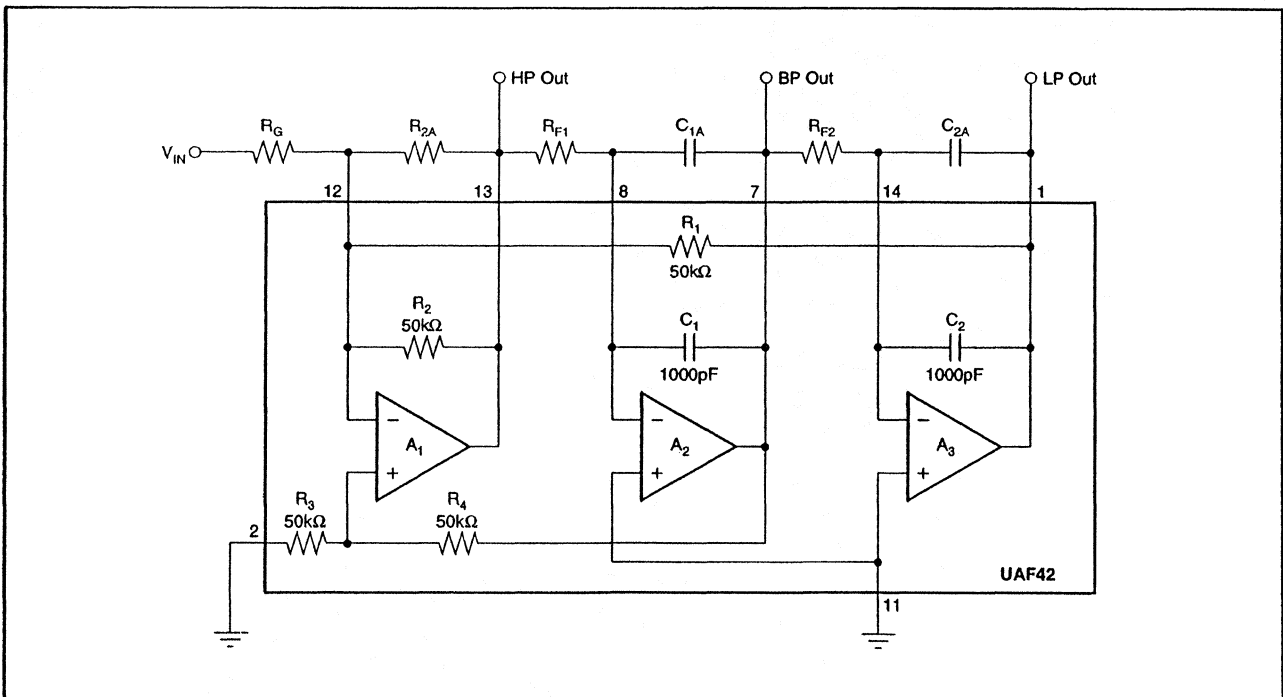 HP Out
BP Out
LP Out
R_G
R_2A
R_F1
C_1A
R_F2
C_2A
V_IN
12
13
8
7
14
1
R_1
50kΩ
R_2
50kΩ
C_1
1000pF
C_2
1000pF
−
A_1
+
−
A_2
+
−
A_3
+
R_3
50kΩ
R_4
50kΩ
2
UAF42
11